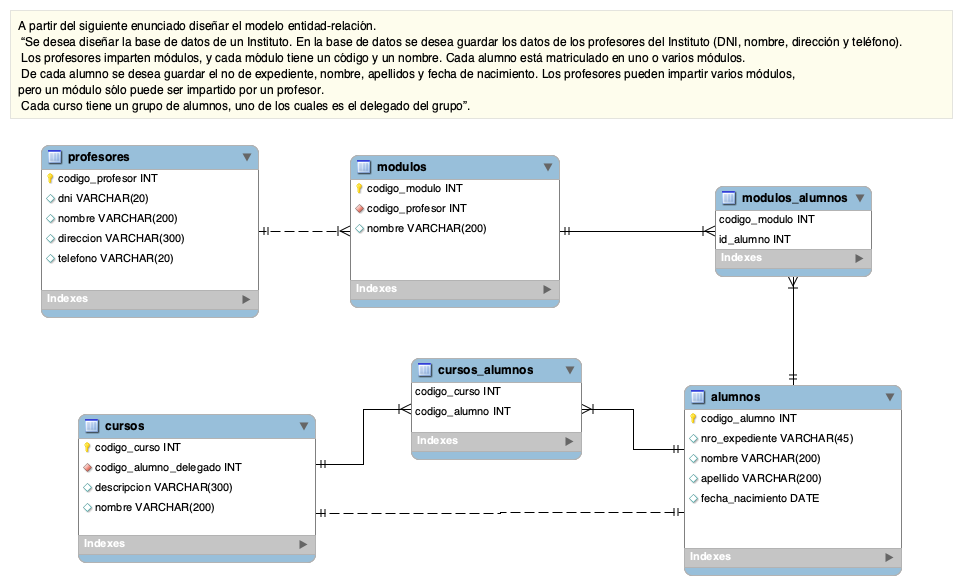 A partir del siguiente enunciado diseñar el modelo entidad-relación.
“Se desea diseñar la base de datos de un Instituto. En la base de datos se desea guardar los datos de los profesores del Instituto (DNI, nombre, dirección y teléfono).
Los profesores imparten módulos, y cada módulo tiene un código y un nombre. Cada alumno está matriculado en uno o varios módulos.
De cada alumno se desea guardar el no de expediente, nombre, apellidos y fecha de nacimiento. Los profesores pueden impartir varios módulos,
pero un módulo sólo puede ser impartido por un profesor.
Cada curso tiene un grupo de alumnos, uno de los cuales es el delegado del grupo”.
profesores
codigo_profesor INT
dni VARCHAR(20)
nombre VARCHAR(200)
direccion VARCHAR(300)
telefono VARCHAR(20)
Indexes
modulos
codigo_modulo INT
codigo_profesor INT
nombre VARCHAR(200)
Indexes
modulos_alumnos
codigo_modulo INT
id_alumno INT
Indexes
cursos_alumnos
codigo_curso INT
codigo_alumno INT
Indexes
cursos
codigo_curso INT
codigo_alumno_delegado INT
descripcion VARCHAR(300)
nombre VARCHAR(200)
Indexes
alumnos
codigo_alumno INT
nro_expediente VARCHAR(45)
nombre VARCHAR(200)
apellido VARCHAR(200)
fecha_nacimiento DATE
Indexes